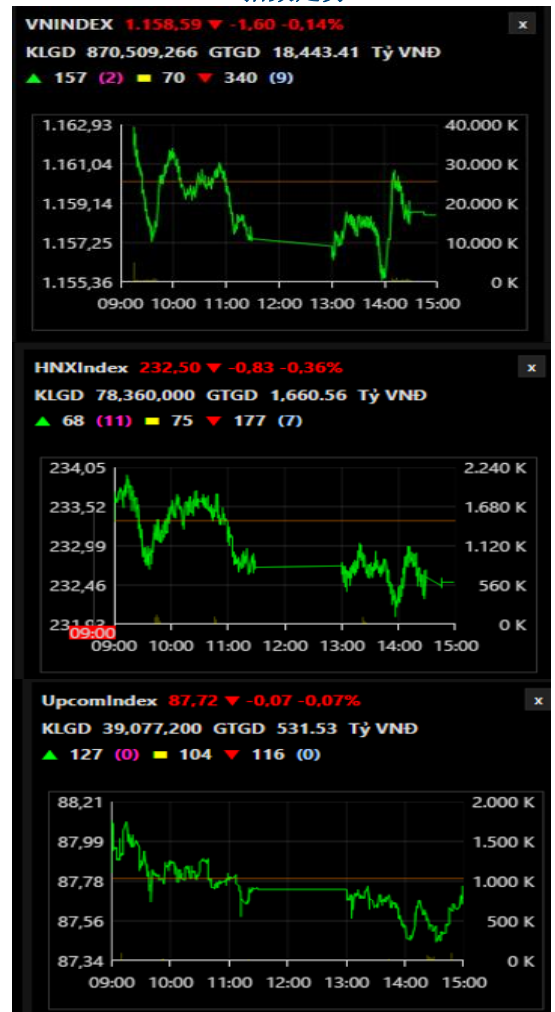 VNINDEX 1.158,59 ▼ -1,60 -0,14% x
KLGD 870,509,266 GTGD 18,443.41 Tỷ VNĐ
▲ 157 (2) 70 ▼ 340 (9)
1.162,93 40.000 K
1.161,04 30.000 K
1.159,14 20.000 K
1.157,25 10.000 K
1.155,36 0 K
09:00 10:00 11:00 12:00 13:00 14:00 15:00
HNXIndex 232,50 ▼ -0,83 -0,36% x
KLGD 78,360,000 GTGD 1,660.56 Tỷ VNĐ
▲ 68 (11) 75 ▼ 177 (7)
234,05 2.240 K
233,52 1.680 K
232,99 1.120 K
232,46 560 K
231,93 0 K
09:00
09:00 10:00 11:00 12:00 13:00 14:00 15:00
UpcomIndex 87,72 ▼ -0,07 -0,07% x
KLGD 39,077,200 GTGD 531.53 Tỷ VNĐ
▲ 127 (0) 104 ▼ 116 (0)
88,21 2.000 K
87,99 1.500 K
87,78 1.000 K
87,56 500 K
87,34 0 K
09:00 10:00 11:00 12:00 13:00 14:00 15:00